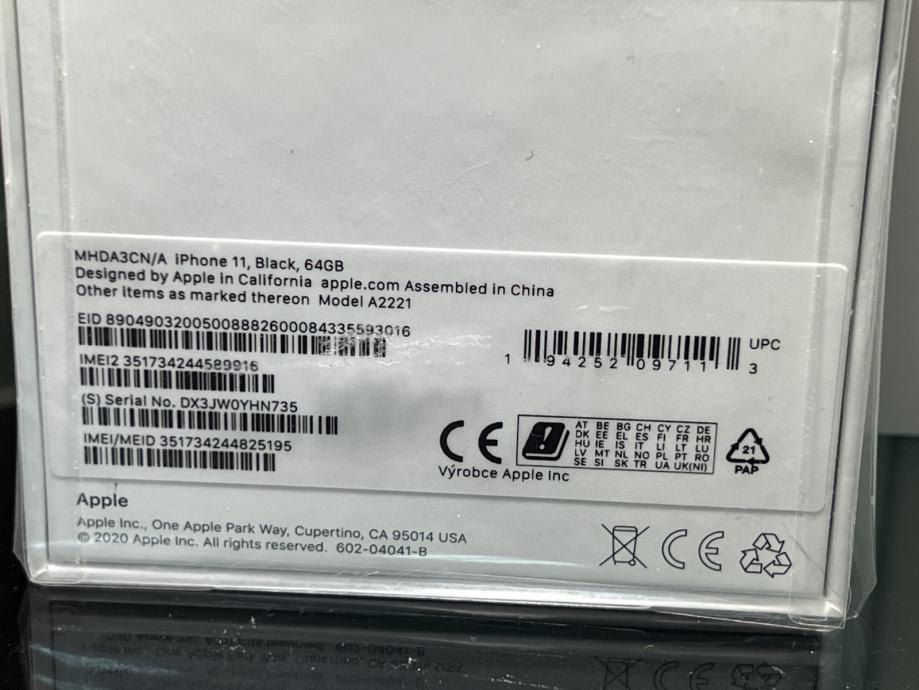 MHDA3CN/A iPhone 11, Black, 64GB
Designed by Apple in California apple.com Assembled in China
Other items as marked thereon Model A2221
EID 89049032005008882600084335593016
IMEI2 351734244589916
(S) Serial No. DX3JW0YHN735
IMEI/MEID 351734244825195
UPC
1 94252 09711 3
CE
AT BE BG CH CY CZ DE
DK EE EL ES FI FR HR
HU IE IS IT LI LT LU
LV MT NL NO PL PT RO
SE SI SK TR UA UK(NI)
21
PAP
Výrobce Apple Inc
Apple
Apple Inc., One Apple Park Way, Cupertino, CA 95014 USA
© 2020 Apple Inc. All rights reserved. 602-04041-B
CE